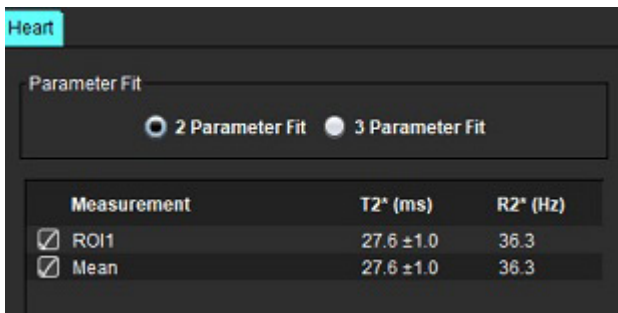 Heart
Parameter Fit
2 Parameter Fit 3 Parameter Fit
Measurement T2* (ms) R2* (Hz)
ROI1 27.6 ±1.0 36.3
Mean 27.6 ±1.0 36.3